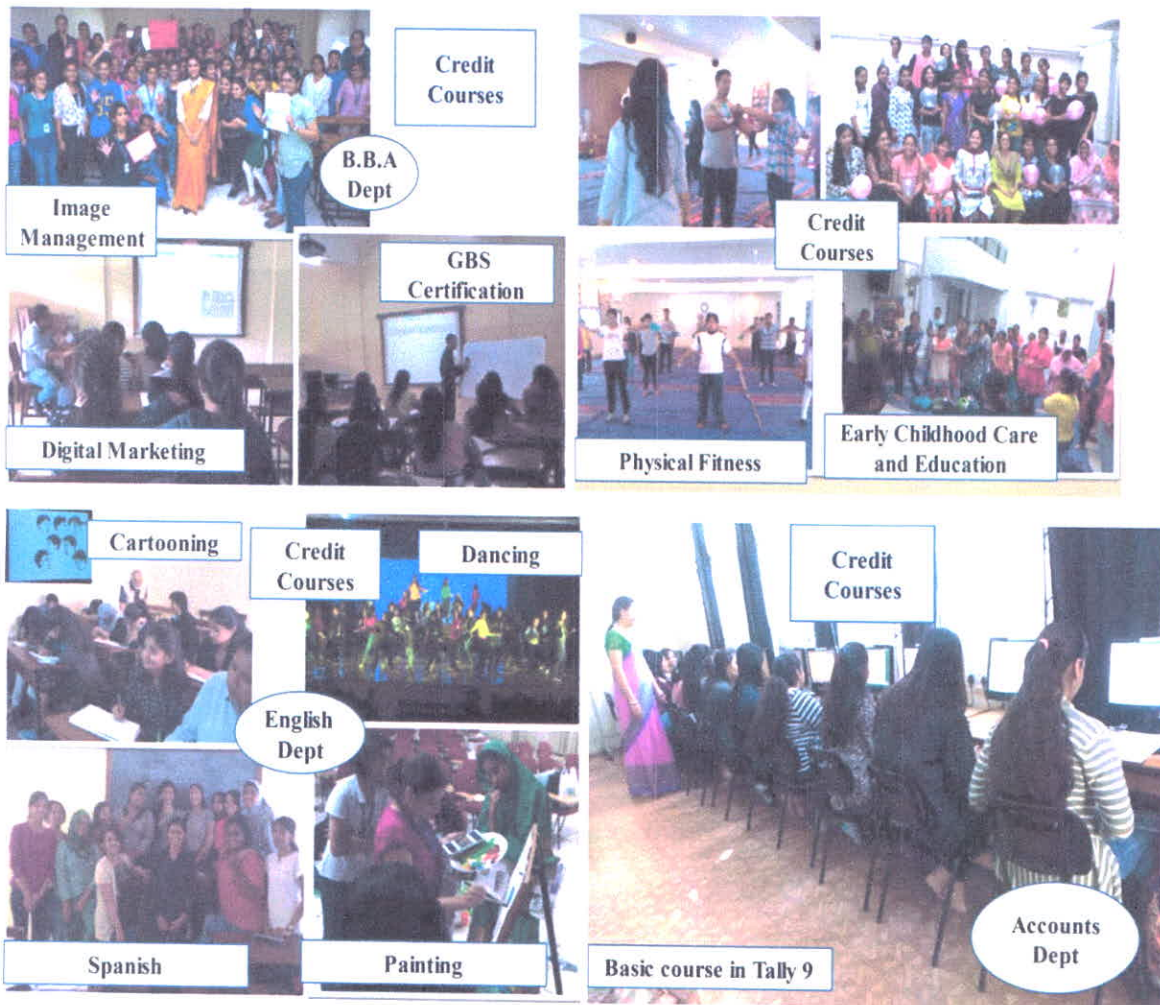 Credit
Courses
B.B.A
Dept
Image
Management
GBS
Certification
Digital Marketing
Credit
Courses
Physical Fitness
Early Childhood Care
and Education
Cartooning
Credit
Courses
Dancing
English
Dept
Spanish
Painting
Credit
Courses
Basic course in Tally 9
Accounts
Dept